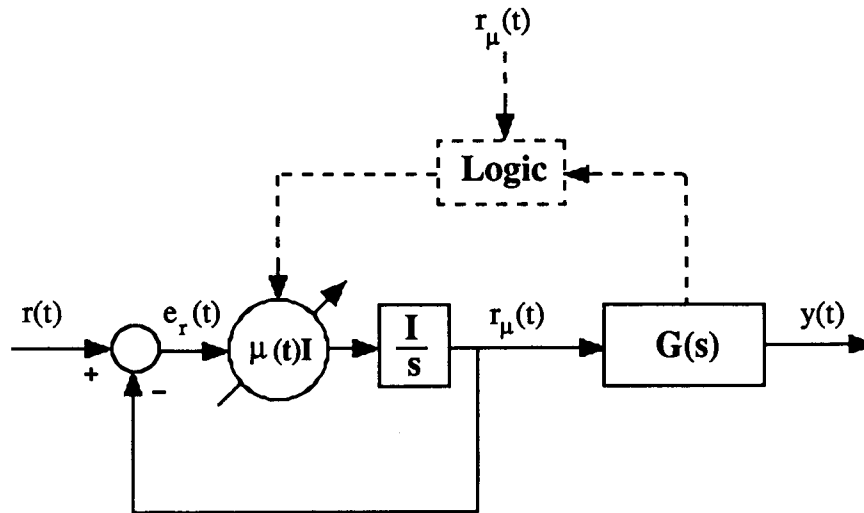 r_μ(t)
Logic
r(t)
e_r(t)
μ(t)I
I
s
r_μ(t)
G(s)
y(t)
+
-